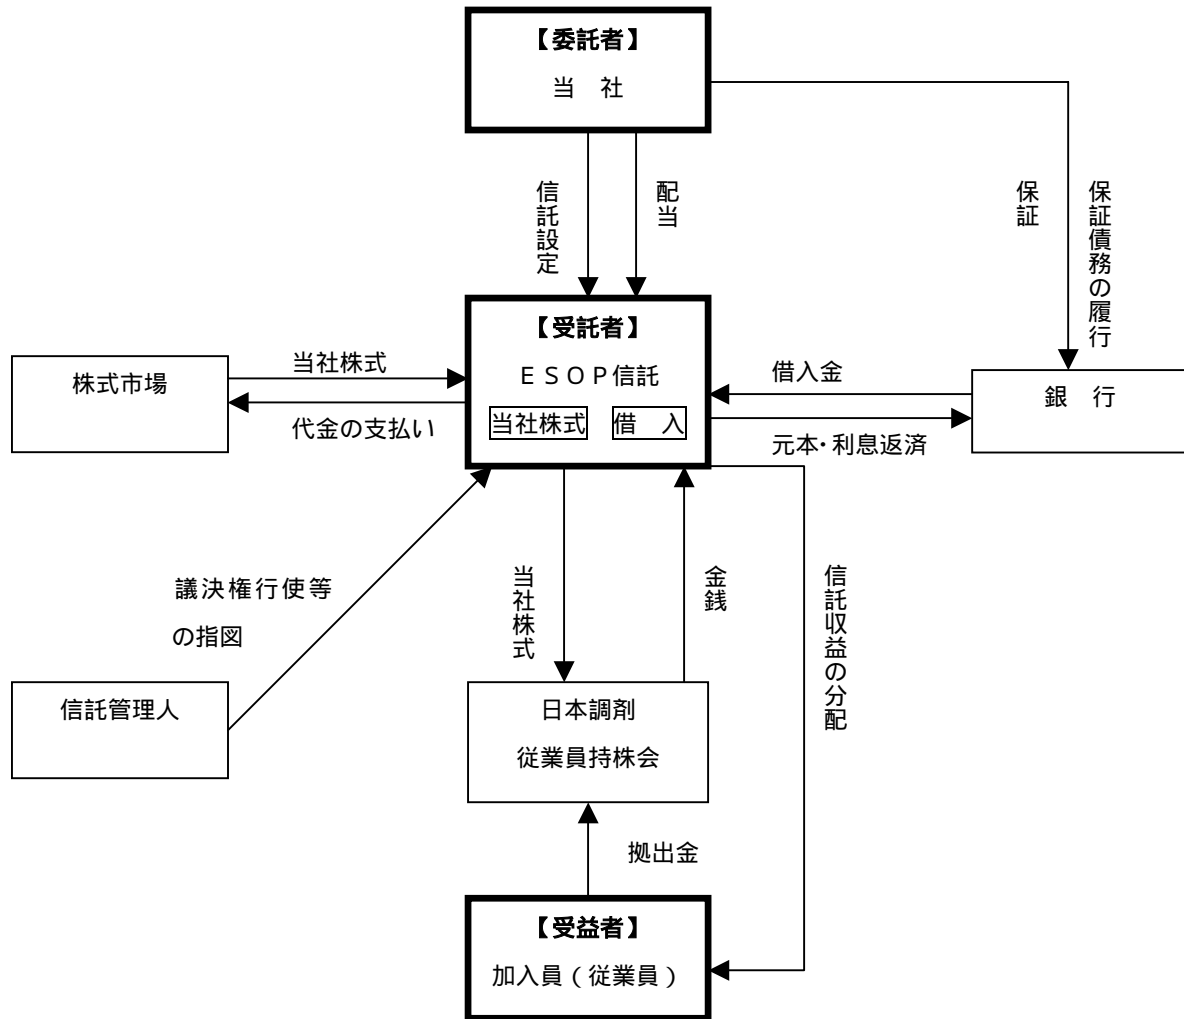 【委託者】
当 社
信託設定
配当
保証
保証債務の履行
【受託者】
ESOP信託
当社株式 借 入
株式市場
当社株式
代金の支払い
借入金
元本・利息返済
銀 行
議決権行使等
の指図
信託管理人
当社株式
金銭
信託収益の分配
日本調剤
従業員持株会
拠出金
【受益者】
加入員(従業員)